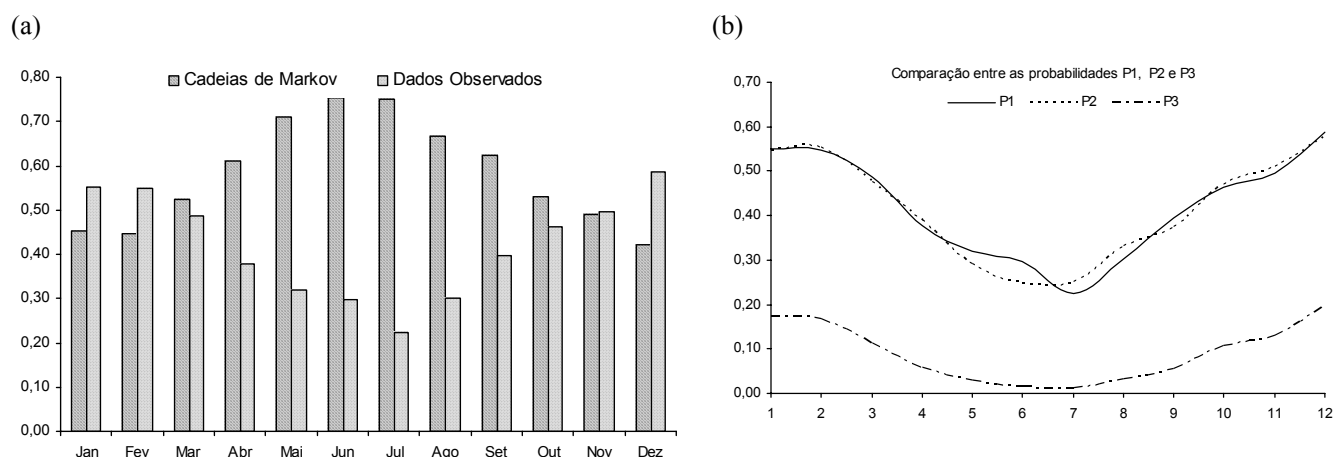 (a)
Cadeias de Markov Dados Observados
0,80
0,70
0,60
0,50
0,40
0,30
0,20
0,10
0,00
Jan Fev Mar Abr Mai Jun Jul Ago Set Out Nov Dez
(b)
Comparação entre as probabilidades P1, P2 e P3
P1 P2 P3
0,70
0,60
0,50
0,40
0,30
0,20
0,10
0,00
1 2 3 4 5 6 7 8 9 10 11 12